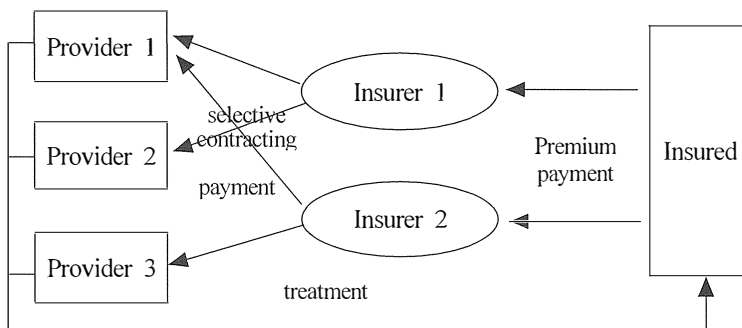 Provider 1
Insurer 1
selective
contracting
Provider 2
Premium
payment
Insured
payment
Insurer 2
Provider 3
treatment